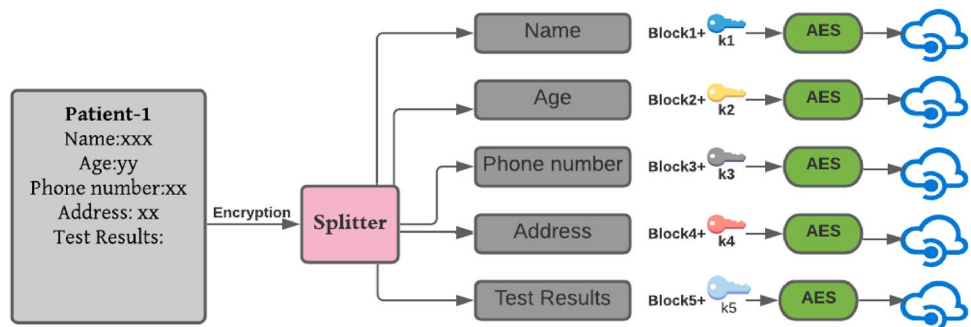 Patient-1
Name:xxx
Age:yy
Phone number:xx
Address: xx
Test Results:
Encryption
Splitter
Name
Block1+
k1
AES
Age
Block2+
k2
AES
Phone number
Block3+
k3
AES
Address
Block4+
k4
AES
Test Results
Block5+
k5
AES